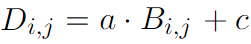 D_{i,j} = a · B_{i,j} + c